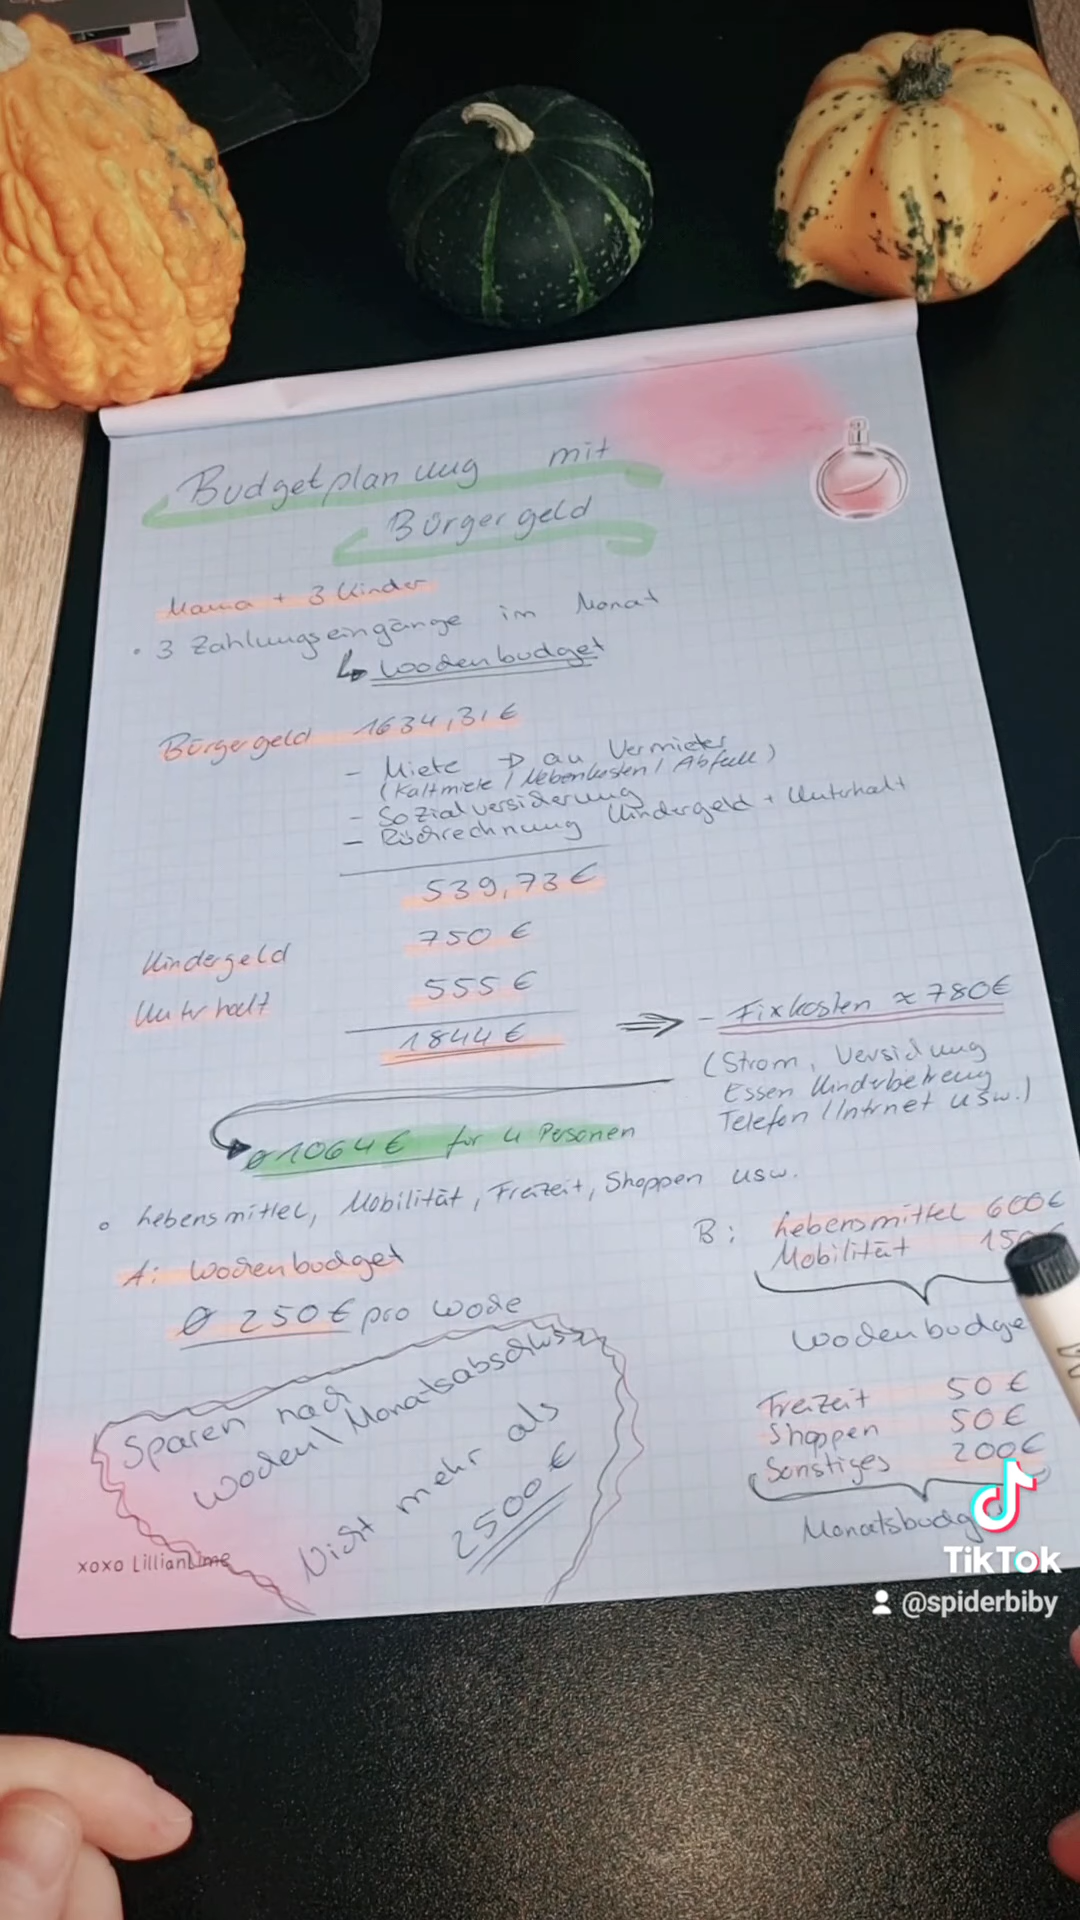 Budgetplanung mit
Bürgergeld
Mama + 3 Kinder
• 3 Zahlungseingänge im Monat
↳ Wochenbudget
Bürgergeld 1634,31 €
- Miete → an Vermieter
(Kaltmiete / Nebenkosten / Abfall)
- Sozialversicherung
- Rückrechnung Kindergeld + Unterhalt
539,73 €
Kindergeld 750 €
Unterhalt 555 €
1844 €
⇒ - Fixkosten ≈ 780€
(Strom, Versicherung
Essen Kinderbetreung
Telefon/Intrnet usw.)
ø 1064 € für 4 Personen
o Lebensmittel, Mobilität, Freizeit, Shoppen usw.
A: Wochenbudget
Ø 250 € pro Woche
Sparen nach
Wochen/Monatsabschluss
Nicht mehr als
2500 €
B: Lebensmittel 600€
Mobilität 150€
Wochenbudge
Freizeit 50 €
Shoppen 50 €
Sonstiges 200€
Monatsbudg
xoxo LillianLime
TikTok
@spiderbiby